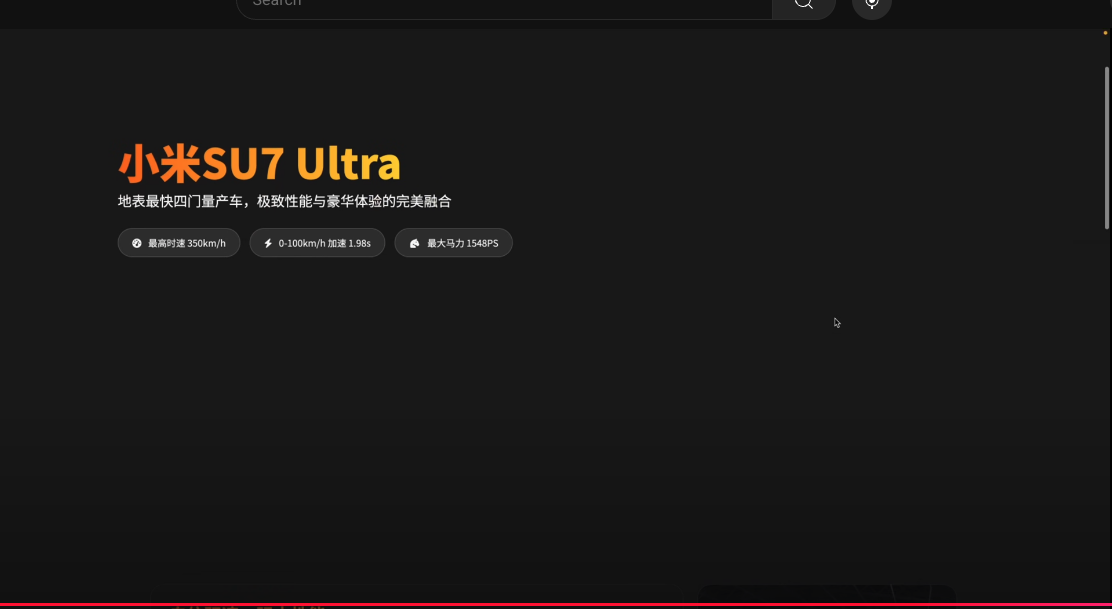 Search
小米SU7 Ultra
地表最快四门量产车，极致性能与豪华体验的完美融合
最高时速 350km/h
0-100km/h 加速 1.98s
最大马力 1548PS